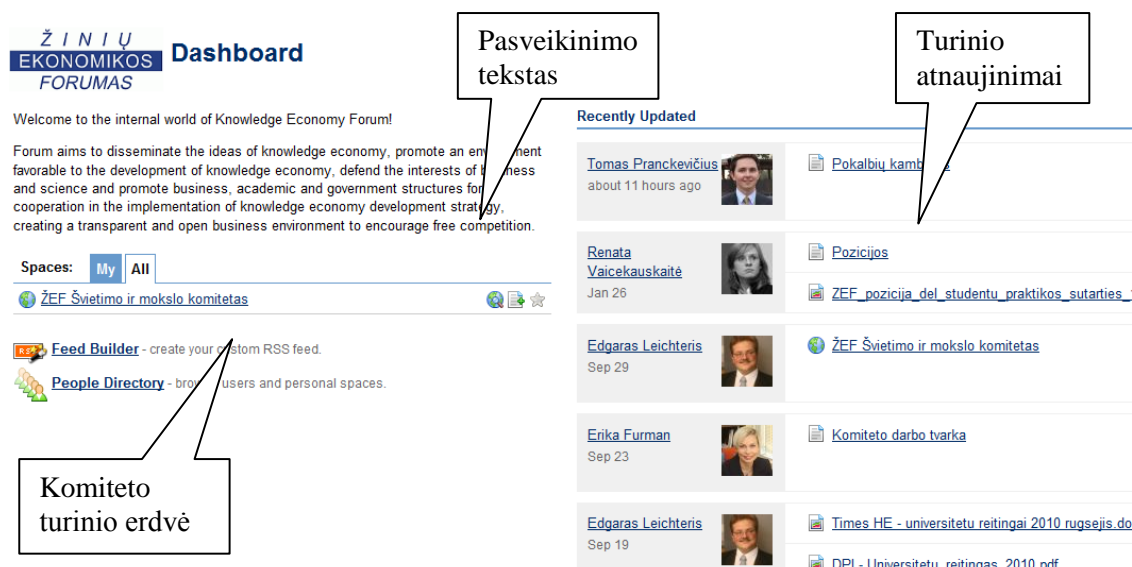 ŽINIŲ
EKONOMIKOS
FORUMAS
Dashboard
Pasveikinimo
tekstas
Turinio
atnaujinimai
Welcome to the internal world of Knowledge Economy Forum!
Forum aims to disseminate the ideas of knowledge economy, promote an
favorable to the development of knowledge economy, defend the interests of
and science and promote business, academic and government structures for
cooperation in the implementation of knowledge economy development strategy,
creating a transparent and open business environment to encourage free competition.
Spaces: My All
ŽEF Švietimo ir mokslo komitetas
RSS
Feed Builder - create your custom RSS feed.
People Directory - users and personal spaces.
Komiteto
turinio erdvė
Recently Updated
Tomas Pranckevičius
about 11 hours ago
Pokalbių
Renata
Vaicekauskaitė
Jan 26
Pozicijos
ZEF_pozicija_del_studentu_praktikos_sutarties_
Edgaras Leichteris
Sep 29
ŽEF Švietimo ir mokslo komitetas
Erika Furman
Sep 23
Komiteto darbo tvarka
Edgaras Leichteris
Sep 19
Times HE - universitetu reitingai 2010 rugsejis.do
DPI - Universitetu_reitingas_2010.pdf